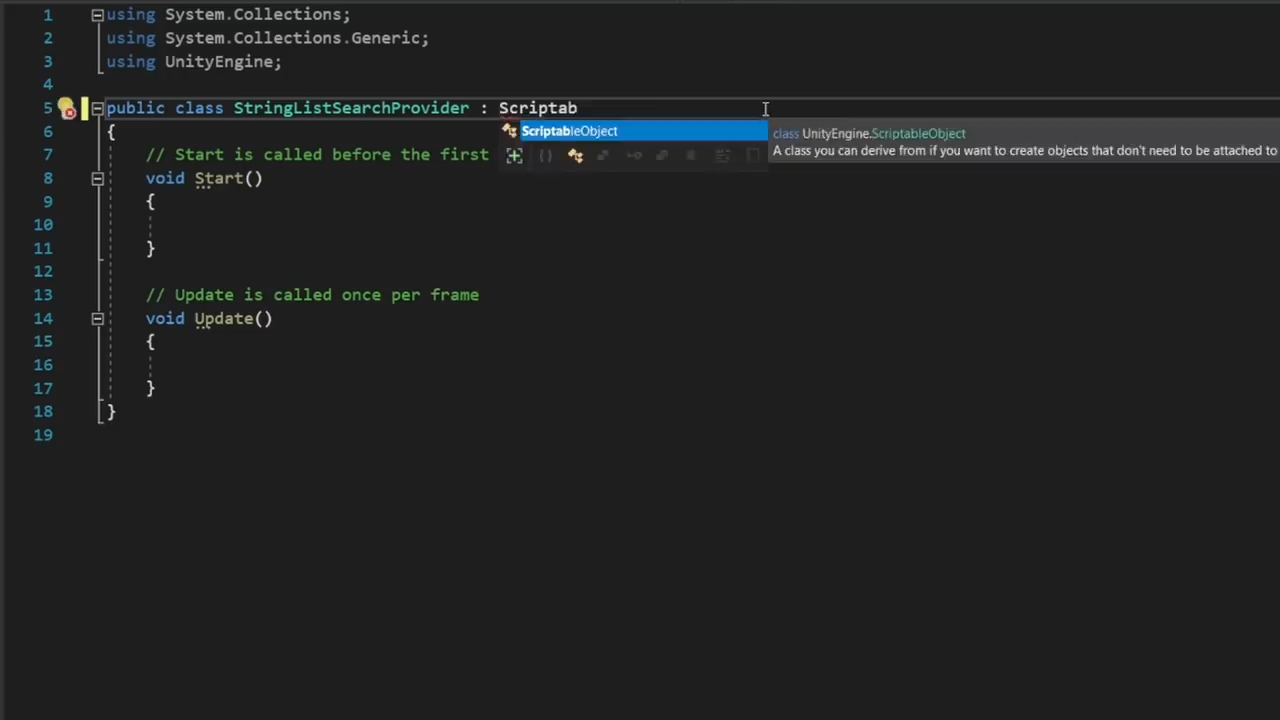 1 using System.Collections;
2 using System.Collections.Generic;
3 using UnityEngine;
4
5 public class StringListSearchProvider : Scriptab
ScriptableObject
class UnityEngine.ScriptableObject
A class you can derive from if you want to create objects that don't need to be attached to
6 {
7 // Start is called before the first
8 void Start()
9 {
10
11 }
12
13 // Update is called once per frame
14 void Update()
15 {
16
17 }
18 }
19